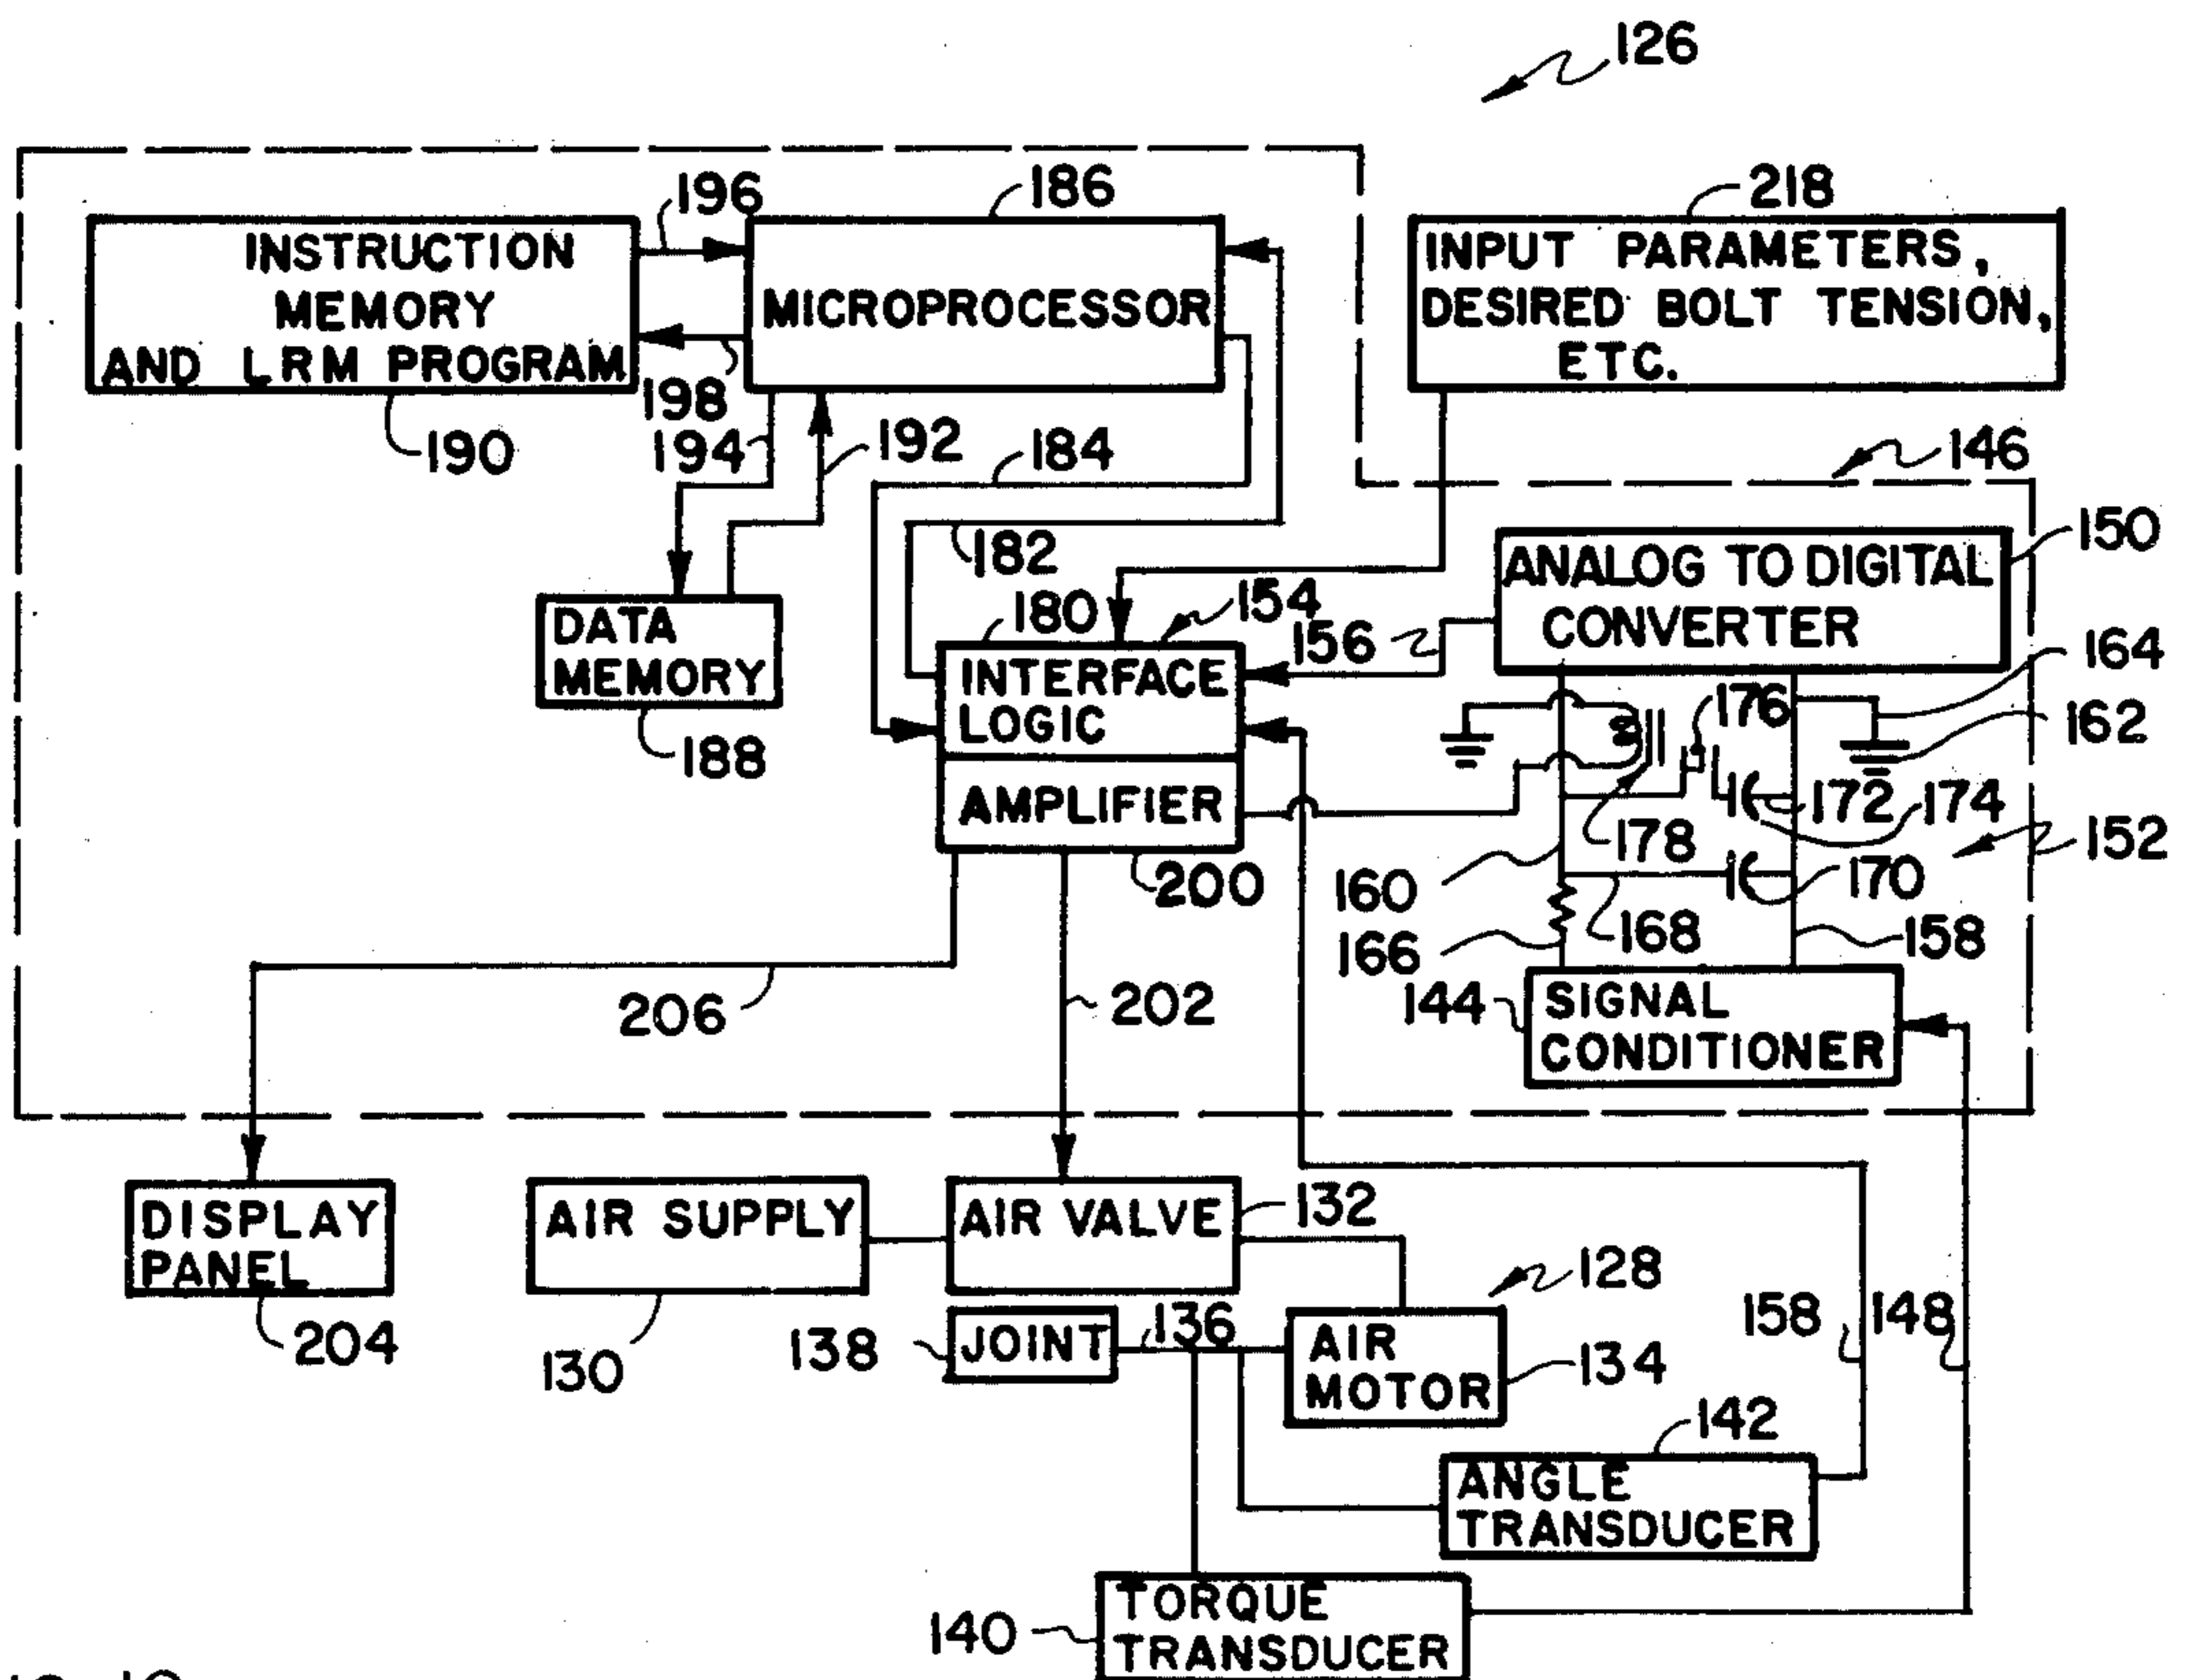 126
196
186
218
INSTRUCTION
MEMORY
AND LRM PROGRAM
MICROPROCESSOR
INPUT PARAMETERS,
DESIRED BOLT TENSION,
ETC.
198
190
194
192
184
146
182
150
ANALOG TO DIGITAL
CONVERTER
DATA
MEMORY
188
180
154
156
INTERFACE
LOGIC
AMPLIFIER
200
164
176
162
172
174
178
152
160
170
168
166
158
144
SIGNAL
CONDITIONER
206
202
DISPLAY
PANEL
204
AIR SUPPLY
130
AIR VALVE
132
128
158
148
138
JOINT
136
AIR
MOTOR
134
142
ANGLE
TRANSDUCER
140
TORQUE
TRANSDUCER